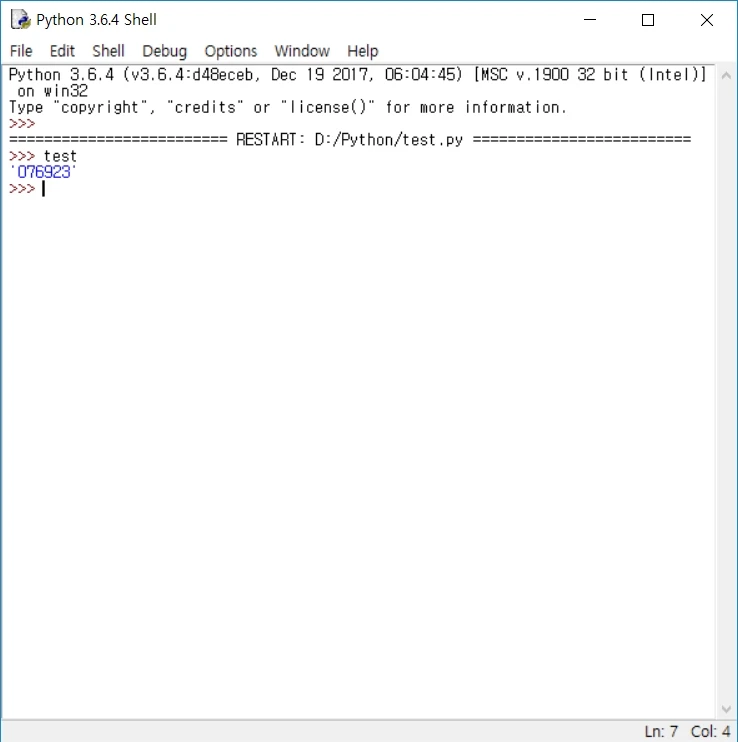 Python 3.6.4 Shell
File Edit Shell Debug Options Window Help
Python 3.6.4 (v3.6.4:d48eceb, Dec 19 2017, 06:04:45) [MSC v.1900 32 bit (Intel)]
on win32
Type "copyright", "credits" or "license()" for more information.
>>>
========================= RESTART: D:/Python/test.py =========================
>>> test
'076923'
>>>
Ln: 7 Col: 4